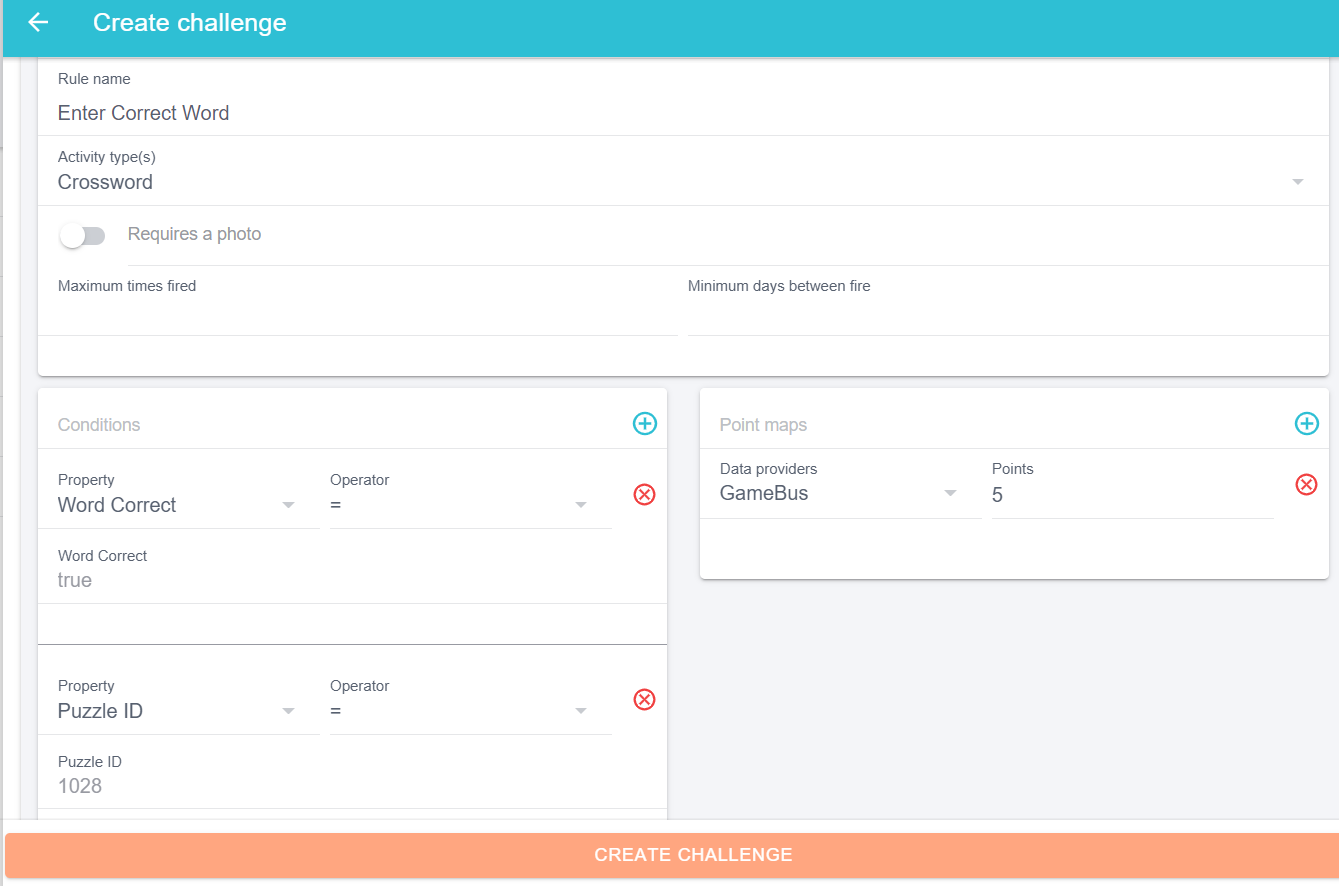 Create challenge
Rule name
Enter Correct Word
Activity type(s)
Crossword
Requires a photo
Maximum times fired
Minimum days between fire
Conditions
Property
Operator
Word Correct
=
Word Correct
true
Property
Operator
Puzzle ID
=
Puzzle ID
1028
Point maps
Data providers
Points
GameBus
5
CREATE CHALLENGE